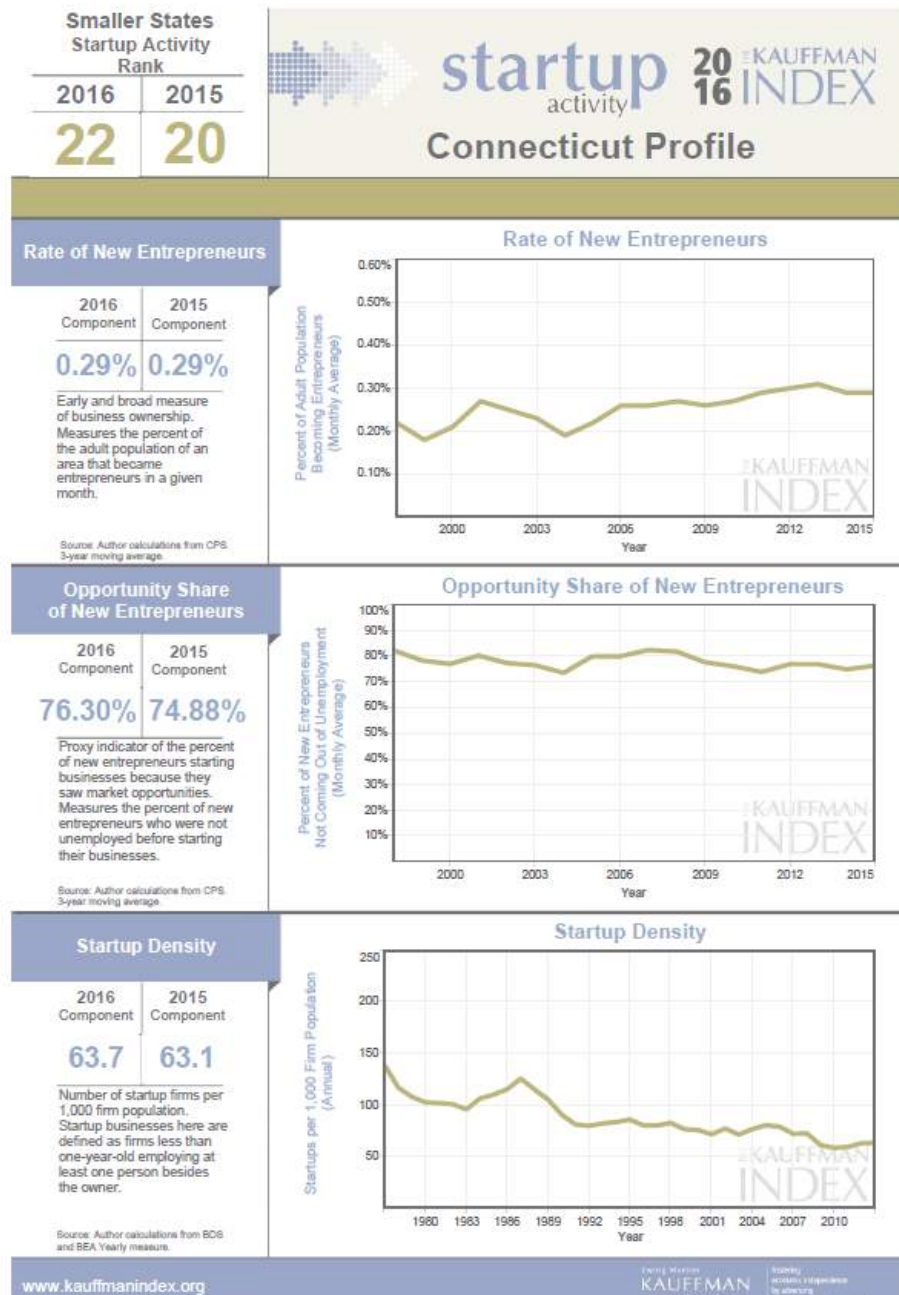 Smaller States
Startup Activity
Rank
2016 2015
22 20
startup
activity
20
16
THE KAUFFMAN
INDEX
Connecticut Profile
Rate of New Entrepreneurs
2016 2015
Component Component
0.29% 0.29%
Early and broad measure
of business ownership.
Measures the percent of
the adult population of an
area that became
entrepreneurs in a given
month.
Source: Author calculations from CPS.
3-year moving average.
Rate of New Entrepreneurs
Percent of Adult Population
Becoming Entrepreneurs
(Monthly Average)
0.60%
0.50%
0.40%
0.30%
0.20%
0.10%
THE KAUFFMAN
INDEX
2000 2003 2006 2009 2012 2015
Year
Opportunity Share
of New Entrepreneurs
2016 2015
Component Component
76.30% 74.88%
Proxy indicator of the percent
of new entrepreneurs starting
businesses because they
saw market opportunities.
Measures the percent of new
entrepreneurs who were not
unemployed before starting
their businesses.
Source: Author calculations from CPS.
3-year moving average.
Opportunity Share of New Entrepreneurs
Percent of New Entrepreneurs
Not Coming Out of Unemployment
(Monthly Average)
100%
90%
80%
70%
60%
50%
40%
30%
20%
10%
THE KAUFFMAN
INDEX
2000 2003 2006 2009 2012 2015
Year
Startup Density
2016 2015
Component Component
63.7 63.1
Number of startup firms per
1,000 firm population.
Startup businesses here are
defined as firms less than
one-year-old employing at
least one person besides
the owner.
Source: Author calculations from BDS
and BEA.Yearly measure.
Startup Density
Startups per 1,000 Firm Population
(Annual)
250
200
150
100
50
THE KAUFFMAN
INDEX
1980 1983 1986 1989 1992 1995 1998 2001 2004 2007 2010
Year
www.kauffmanindex.org
Ewing Marion
KAUFFMAN
fostering
economic independence
by advancing